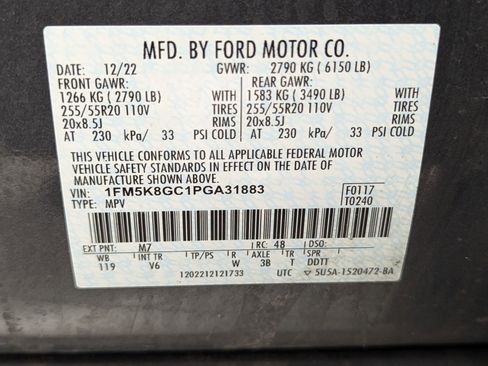 MFD. BY FORD MOTOR CO.
DATE: 12/22 GVWR: 2790 KG ( 6150 LB)
FRONT GAWR: REAR GAWR:
1266 KG ( 2790 LB) WITH 1583 KG ( 3490 LB) WITH
255/55R20 110V TIRES 255/55R20 110V TIRES
20x8.5J RIMS 20x8.5J RIMS
AT 230 kPa/ 33 PSI COLD AT 230 kPa/ 33 PSI COLD
THIS VEHICLE CONFORMS TO ALL APPLICABLE FEDERAL MOTOR
VEHICLE SAFETY STANDARDS IN EFFECT ON THE DATE OF
MANUFACTURE SHOWN ABOVE.
VIN: 1FM5K8GC1PGA31883 F0117
TYPE: MPV T0240
EXT PNT: M7 RC: 48 DSO:
WB INT TR TP/PS R AXLE TR SPR
119 V6 W 3B T DDTT
1202212121733 UTC 5U5A-1520472-BA